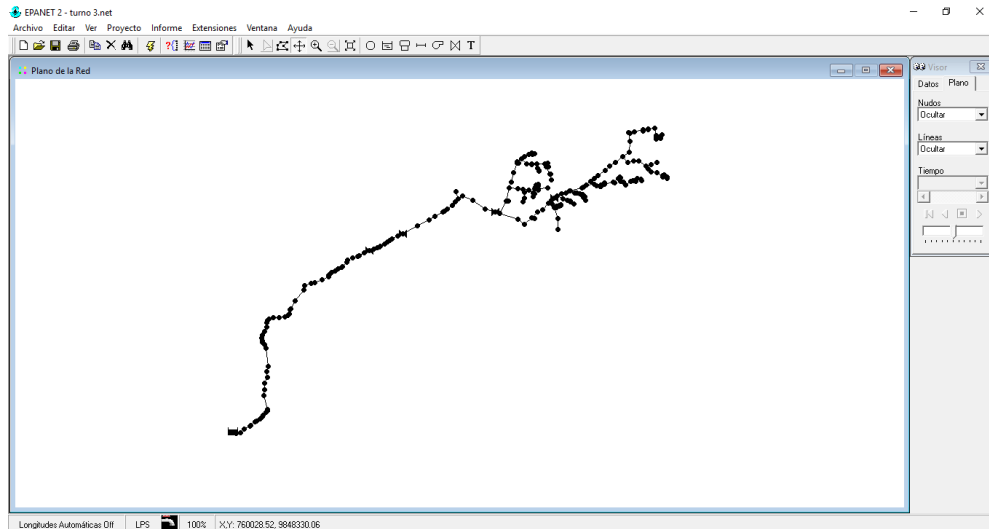 EPANET 2 - turno 3.net
Archivo Editar Ver Proyecto Informe Extensiones Ventana Ayuda
T
Plano de la Red
Visor
Datos Plano
Nudos
Ocultar
Líneas
Ocultar
Tiempo
Longitudes Automáticas Off LPS 100% X,Y: 760028.52, 9848330.06